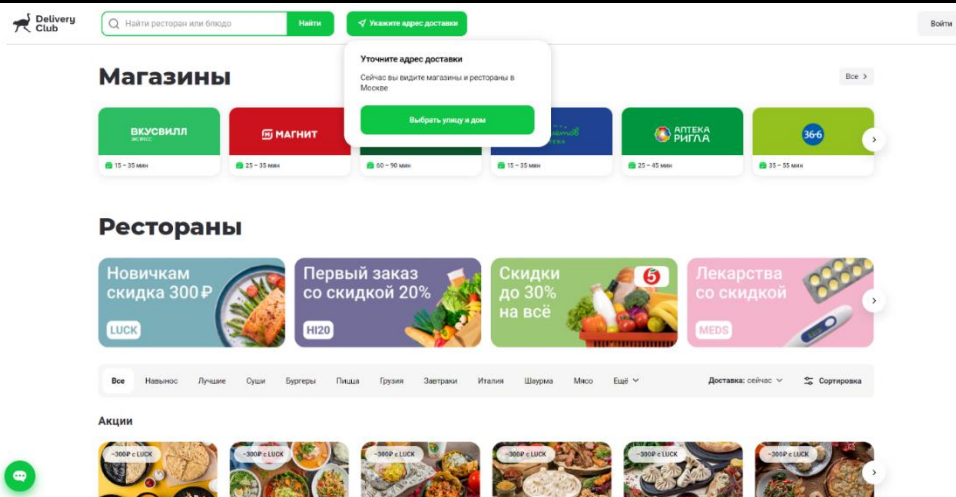 Delivery
Club
Найти ресторан или блюдо
Найти
Укажите адрес доставки
Войти
Уточните адрес доставки
Сейчас вы видите магазины и рестораны в
Москве
Выбрать улицу и дом
Магазины
Все >
ВКУСВИЛЛ
ЭКСПРЕСС
МАГНИТ
АПТЕКА
РИГЛА
36·6
15 – 35 мин
25 – 35 мин
60 – 90 мин
15 – 35 мин
25 – 45 мин
35 – 55 мин
Рестораны
Новичкам
скидка 300 ₽
LUCK
Первый заказ
со скидкой 20%
HI20
Скидки
до 30%
на всё
5
Лекарства
со скидкой
MEDS
Все Навынос Лучшие Суши Бургеры Пицца Грузия Завтраки Италия Шаурма Мясо Ещё Доставка: сейчас Сортировка
Акции
-300₽ с LUCK
-300₽ с LUCK
-300₽ с LUCK
-300₽ с LUCK
-300₽ с LUCK
-300₽ с LUCK